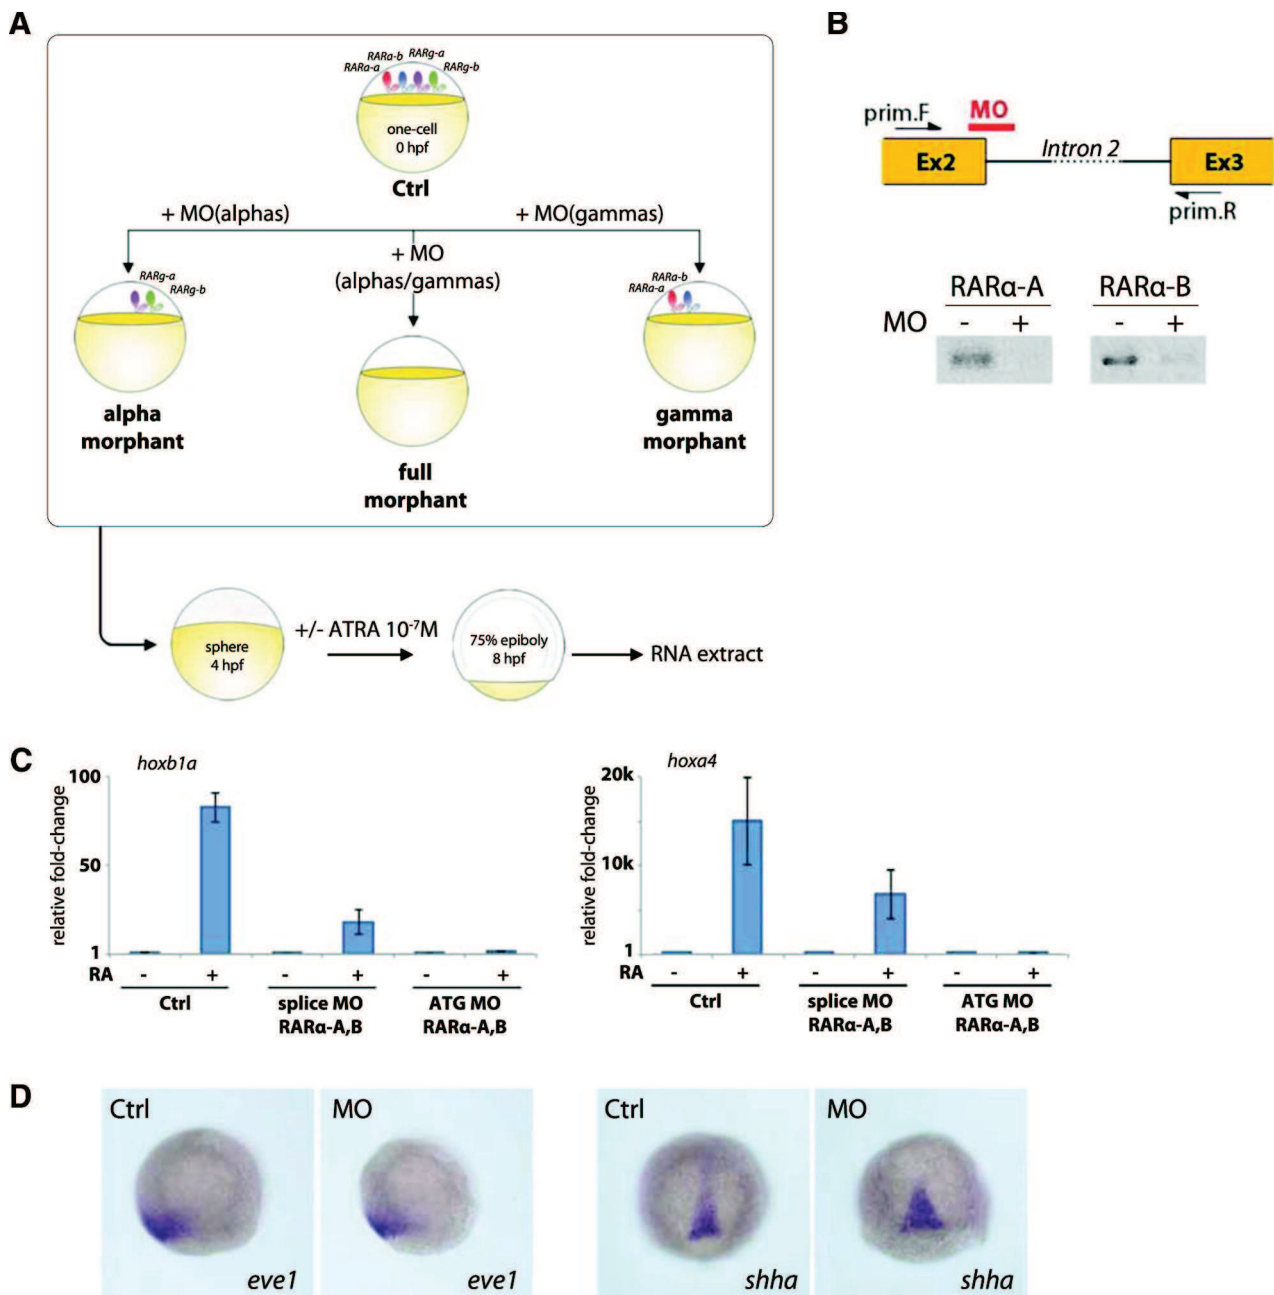 A
RARa-a
RARa-b
RARg-a
RARg-b
one-cell
0 hpf
Ctrl
+ MO(alphas)
+ MO(gammas)
+ MO
(alphas/gammas)
RARg-a
RARg-b
RARa-b
RARa-a
alpha
morphant
full
morphant
gamma
morphant
sphere
4 hpf
+/- ATRA 10⁻⁷M
75% epiboly
8 hpf
RNA extract
B
prim.F
MO
Ex2
Intron 2
Ex3
prim.R
RARα-A
RARα-B
MO - + - +
C
hoxb1a
relative fold-change
100
50
1
RA - + - + - +
Ctrl
splice MO
RARα-A,B
ATG MO
RARα-A,B
hoxa4
relative fold-change
20k
10k
1
RA - + - + - +
Ctrl
splice MO
RARα-A,B
ATG MO
RARα-A,B
D
Ctrl
eve1
MO
eve1
Ctrl
shha
MO
shha